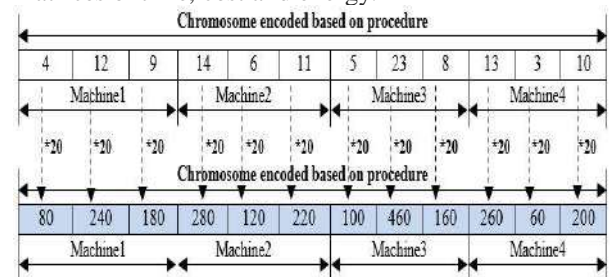 Chromosome encoded based on procedure
4 12 9 14 6 11 5 23 8 13 3 10
Machine1 Machine2 Machine3 Machine4
*20 *20 *20 *20 *20 *20 *20 *20 *20 *20 *20 *20
Chromosome encoded based on procedure
80 240 180 280 120 220 100 460 160 260 60 200
Machine1 Machine2 Machine3 Machine4